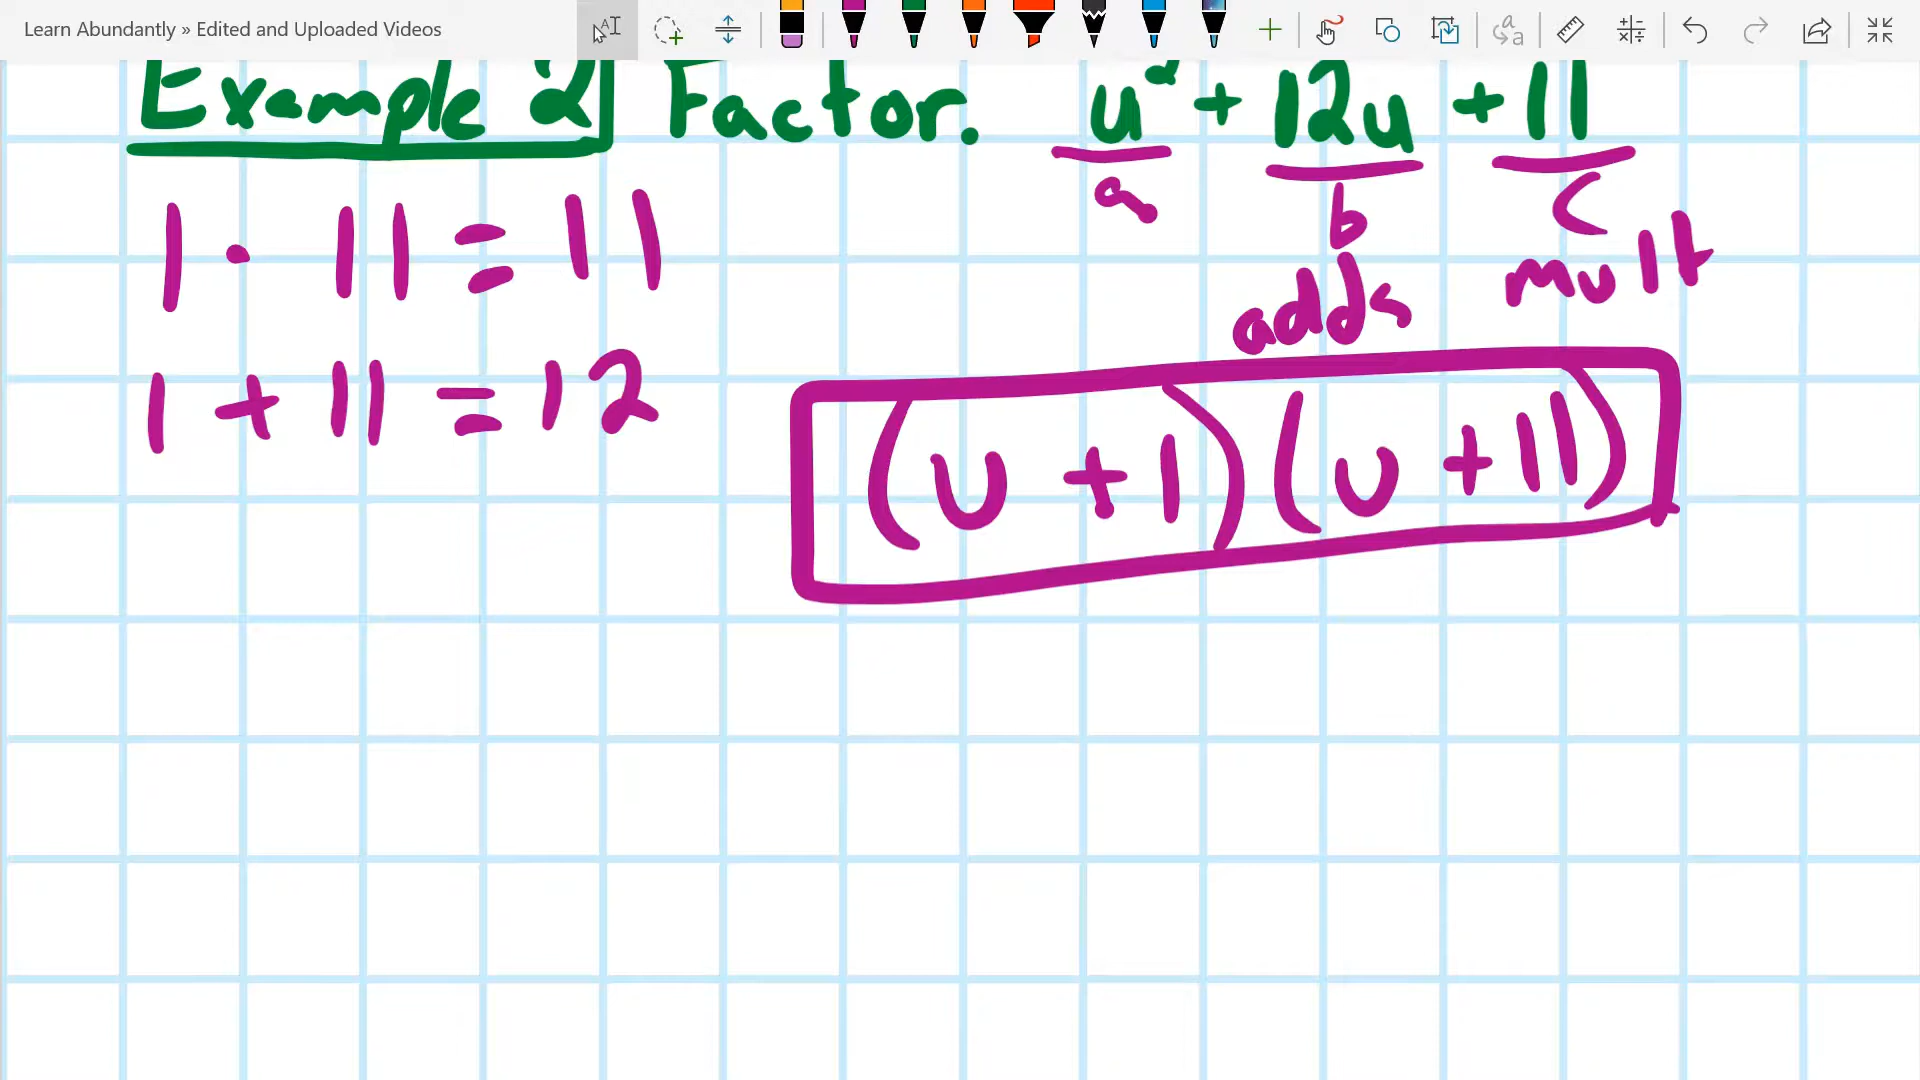 Learn Abundantly » Edited and Uploaded Videos
Example 2 Factor. u² + 12u + 11
a b c
adds mult
1 · 11 = 11
1 + 11 = 12
(u + 1)(u + 11)